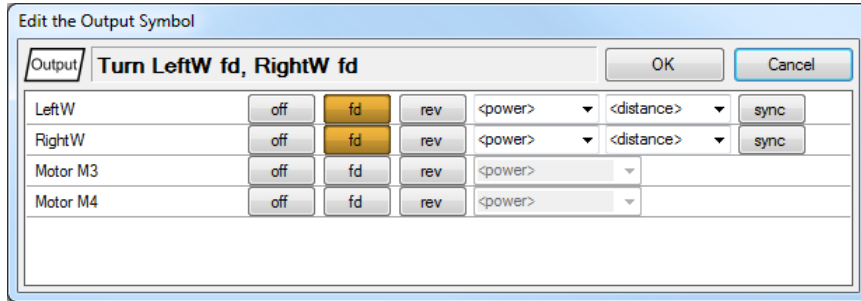 Edit the Output Symbol
Output Turn LeftW fd, RightW fd OK Cancel
LeftW off fd rev <power> <distance> sync
RightW off fd rev <power> <distance> sync
Motor M3 off fd rev <power>
Motor M4 off fd rev <power>